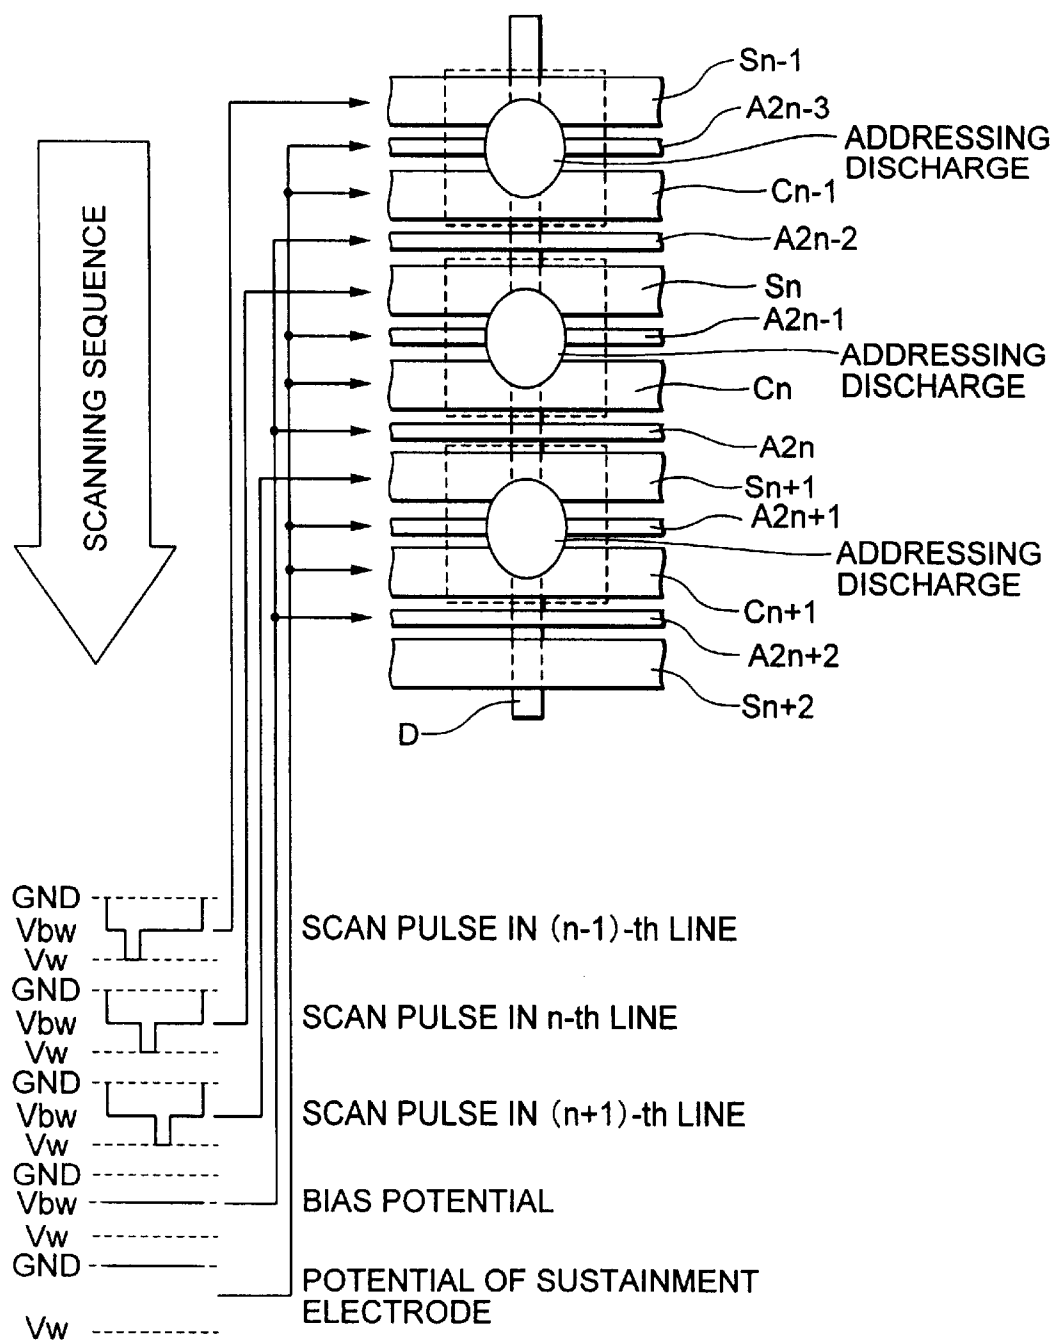 Sn-1
A2n-3
ADDRESSING
DISCHARGE
Cn-1
A2n-2
Sn
A2n-1
ADDRESSING
DISCHARGE
Cn
A2n
Sn+1
A2n+1
ADDRESSING
DISCHARGE
Cn+1
A2n+2
Sn+2
D
SCANNING SEQUENCE
GND
Vbw
Vw
SCAN PULSE IN (n-1)-th LINE
GND
Vbw
Vw
SCAN PULSE IN n-th LINE
GND
Vbw
Vw
SCAN PULSE IN (n+1)-th LINE
GND
Vbw
Vw
BIAS POTENTIAL
GND
Vw
POTENTIAL OF SUSTAINMENT
ELECTRODE